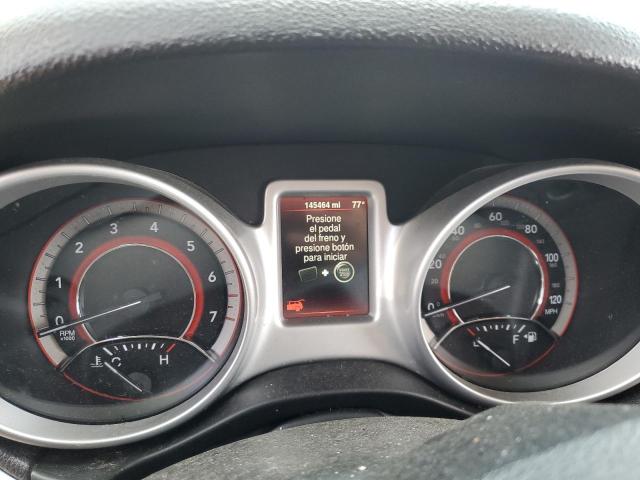 145464 mi 77°
Presione
el pedal
del freno y
presione botón
para iniciar
+
0 1 2 3 4 5 6 7
RPM
x1000
C H
0 20 40 60 80 100 120
MPH
F